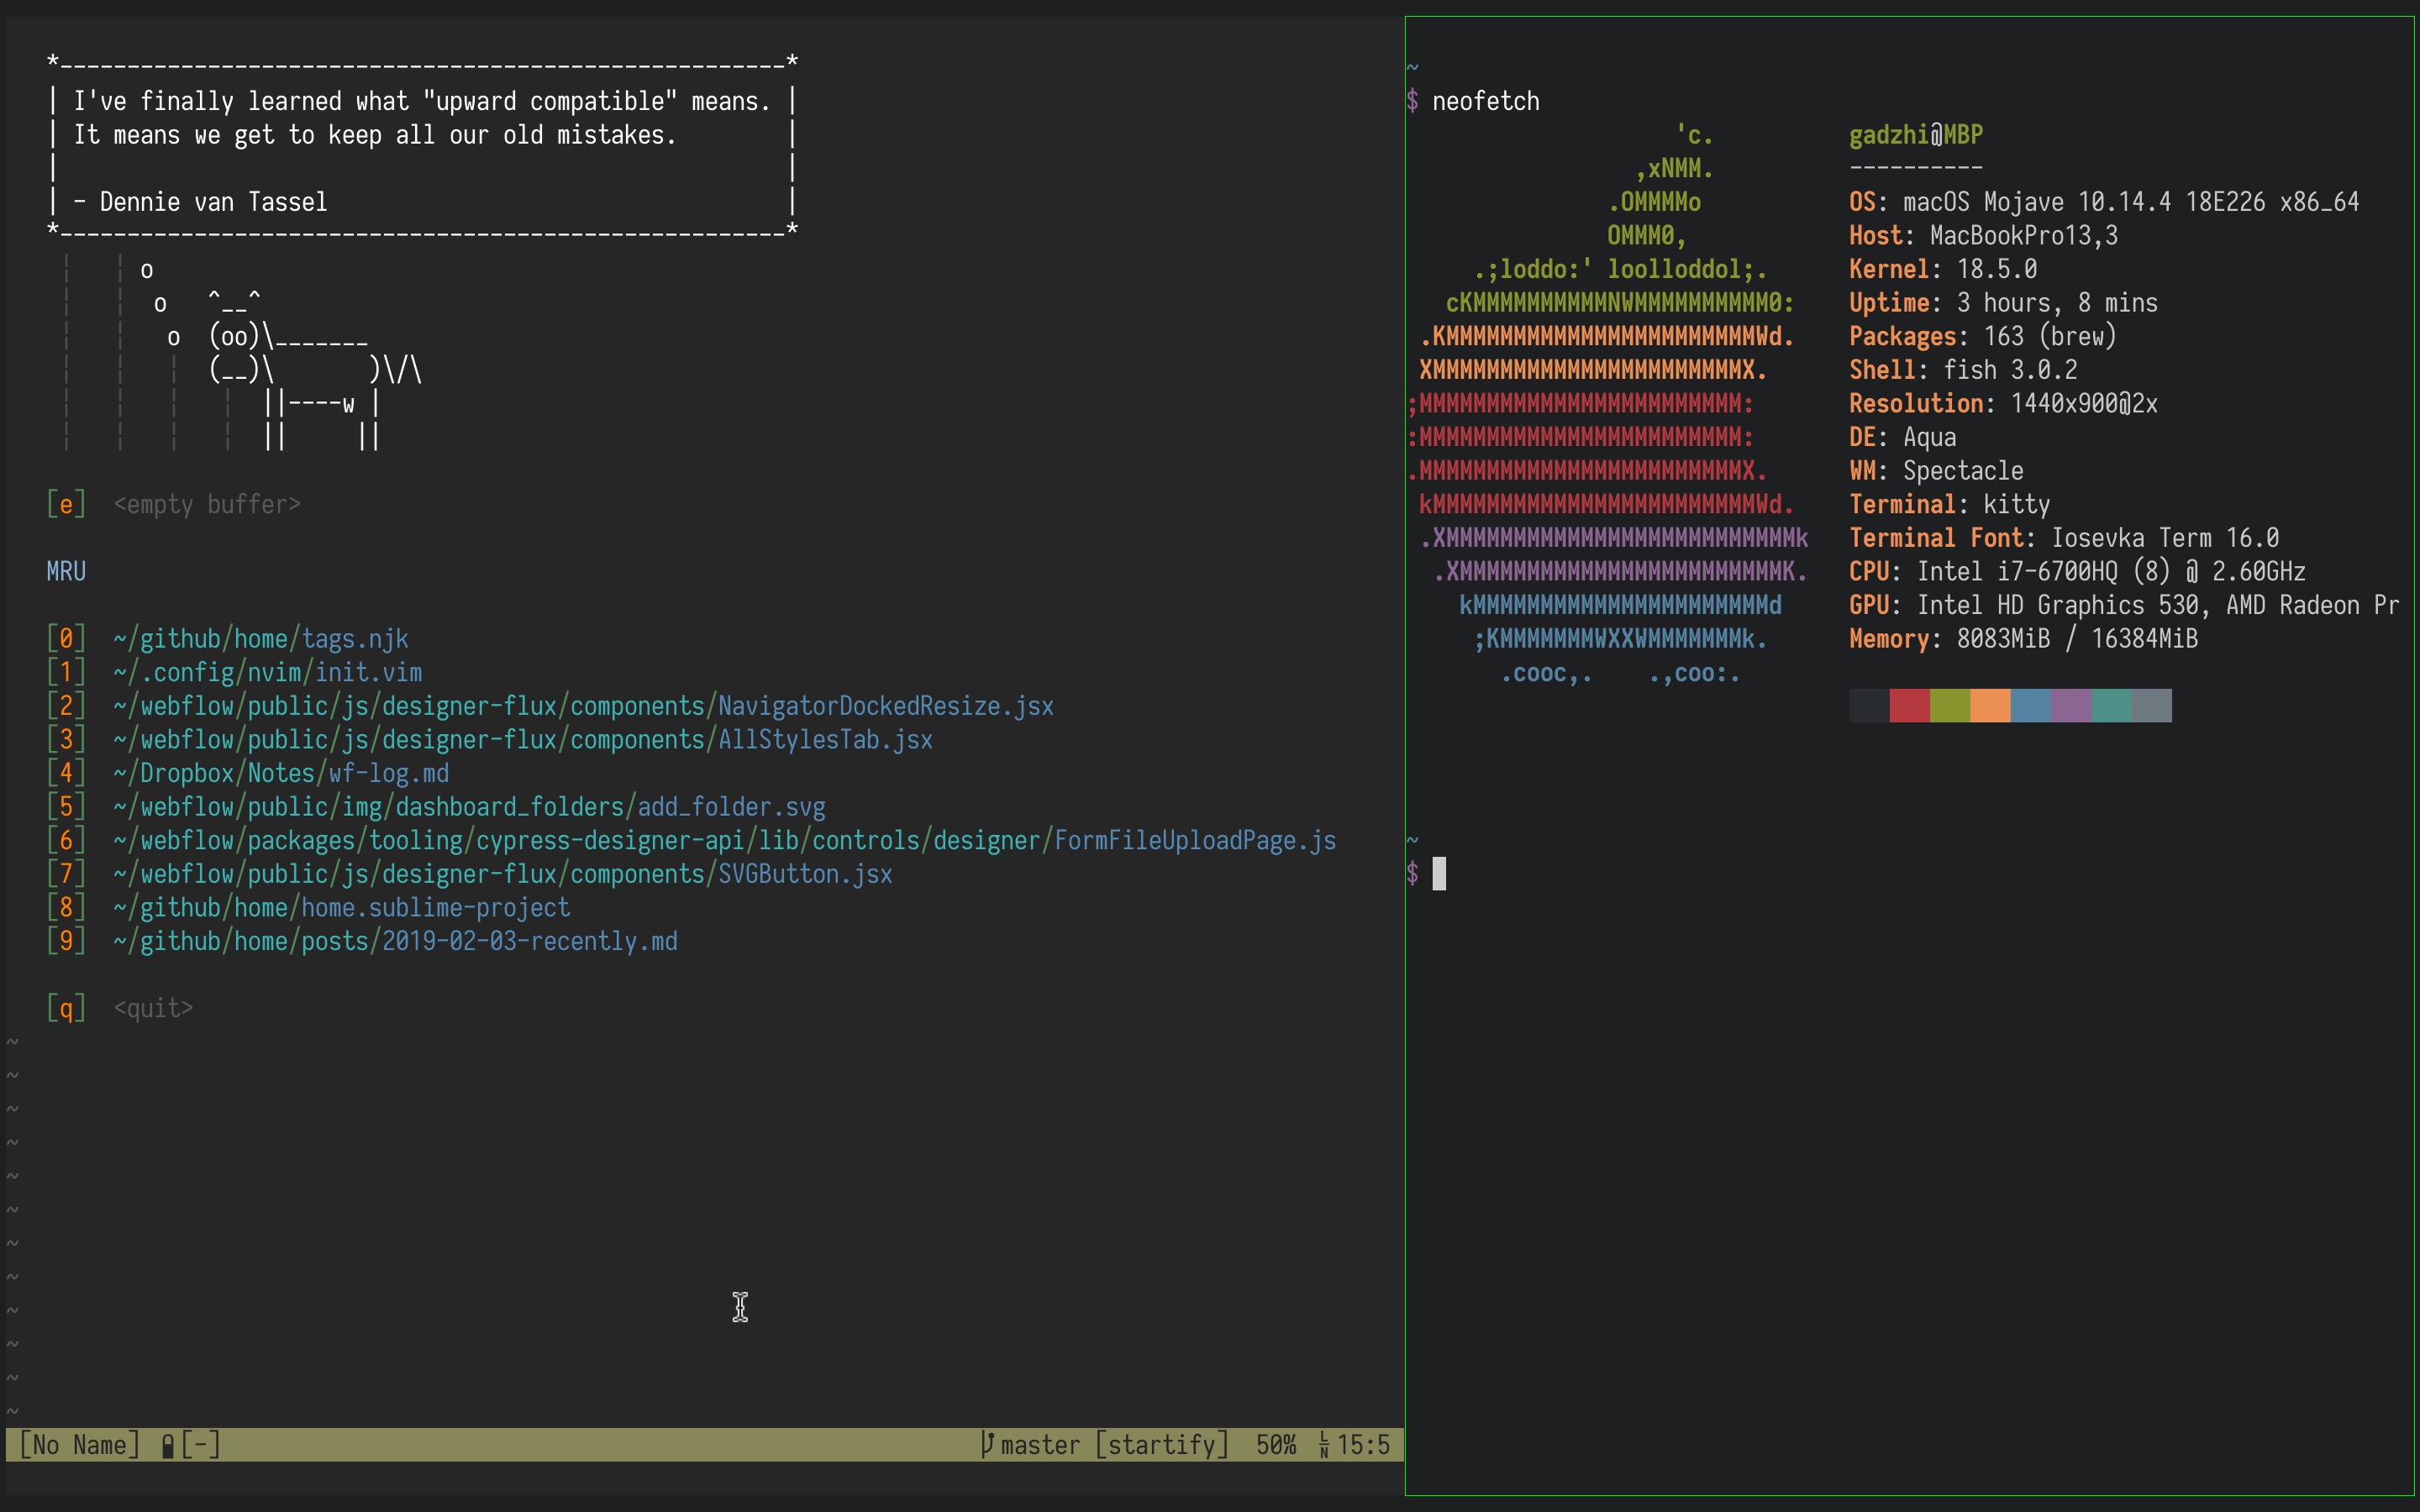 *------------------------------------------------------*
| I've finally learned what "upward compatible" means. |
| It means we get to keep all our old mistakes.        |
|                                                      |
| - Dennie van Tassel                                  |
*------------------------------------------------------*
       o
        o   ^__^
         o  (oo)\_______
            (__)\       )\/\
                ||----w |
                ||     ||
[e]  <empty buffer>
MRU
[0]  ~/github/home/tags.njk
[1]  ~/.config/nvim/init.vim
[2]  ~/webflow/public/js/designer-flux/components/NavigatorDockedResize.jsx
[3]  ~/webflow/public/js/designer-flux/components/AllStylesTab.jsx
[4]  ~/Dropbox/Notes/wf-log.md
[5]  ~/webflow/public/img/dashboard_folders/add_folder.svg
[6]  ~/webflow/packages/tooling/cypress-designer-api/lib/controls/designer/FormFileUploadPage.js
[7]  ~/webflow/public/js/designer-flux/components/SVGButton.jsx
[8]  ~/github/home/home.sublime-project
[9]  ~/github/home/posts/2019-02-03-recently.md
[q]  <quit>
~
~
~
~
~
~
~
~
~
~
~
~
[No Name] [-] master [startify] 50% LN 15:5
~
$ neofetch
                    'c.
                 ,xNMM.
               .OMMMMo
               OMMM0,
     .;loddo:' loolloddol;.
   cKMMMMMMMMMMNWMMMMMMMMMM0:
 .KMMMMMMMMMMMMMMMMMMMMMMMWd.
 XMMMMMMMMMMMMMMMMMMMMMMMX.
;MMMMMMMMMMMMMMMMMMMMMMMM:
:MMMMMMMMMMMMMMMMMMMMMMMM:
.MMMMMMMMMMMMMMMMMMMMMMMMX.
 kMMMMMMMMMMMMMMMMMMMMMMMMWd.
 .XMMMMMMMMMMMMMMMMMMMMMMMMMMk
  .XMMMMMMMMMMMMMMMMMMMMMMMMK.
    kMMMMMMMMMMMMMMMMMMMMMMd
     ;KMMMMMMMWXXWMMMMMMMk.
       .cooc,.    .,coo:.
gadzhi@MBP
----------
OS: macOS Mojave 10.14.4 18E226 x86_64
Host: MacBookPro13,3
Kernel: 18.5.0
Uptime: 3 hours, 8 mins
Packages: 163 (brew)
Shell: fish 3.0.2
Resolution: 1440x900@2x
DE: Aqua
WM: Spectacle
Terminal: kitty
Terminal Font: Iosevka Term 16.0
CPU: Intel i7-6700HQ (8) @ 2.60GHz
GPU: Intel HD Graphics 530, AMD Radeon Pr
Memory: 8083MiB / 16384MiB
~
$